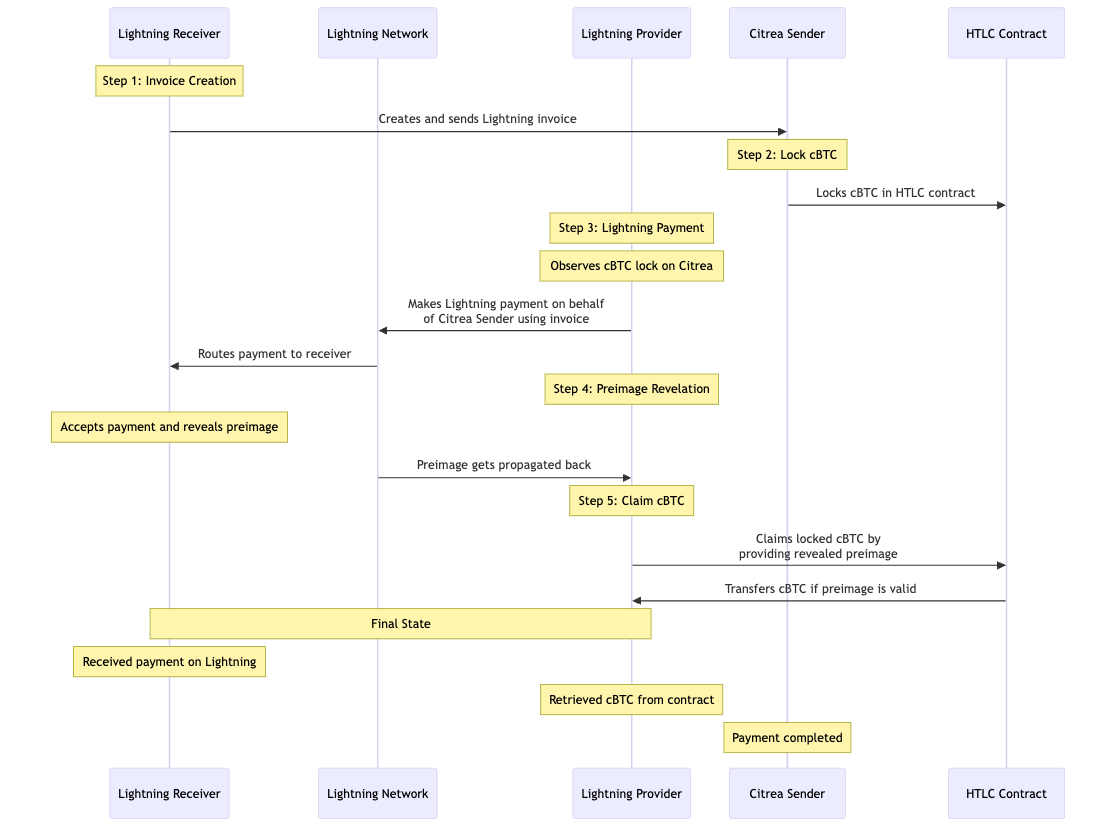 Lightning Receiver
Lightning Network
Lightning Provider
Citrea Sender
HTLC Contract
Step 1: Invoice Creation
Creates and sends Lightning invoice
Step 2: Lock cBTC
Locks cBTC in HTLC contract
Step 3: Lightning Payment
Observes cBTC lock on Citrea
Makes Lightning payment on behalf
of Citrea Sender using invoice
Routes payment to receiver
Step 4: Preimage Revelation
Accepts payment and reveals preimage
Preimage gets propagated back
Step 5: Claim cBTC
Claims locked cBTC by
providing revealed preimage
Transfers cBTC if preimage is valid
Final State
Received payment on Lightning
Retrieved cBTC from contract
Payment completed
Lightning Receiver
Lightning Network
Lightning Provider
Citrea Sender
HTLC Contract